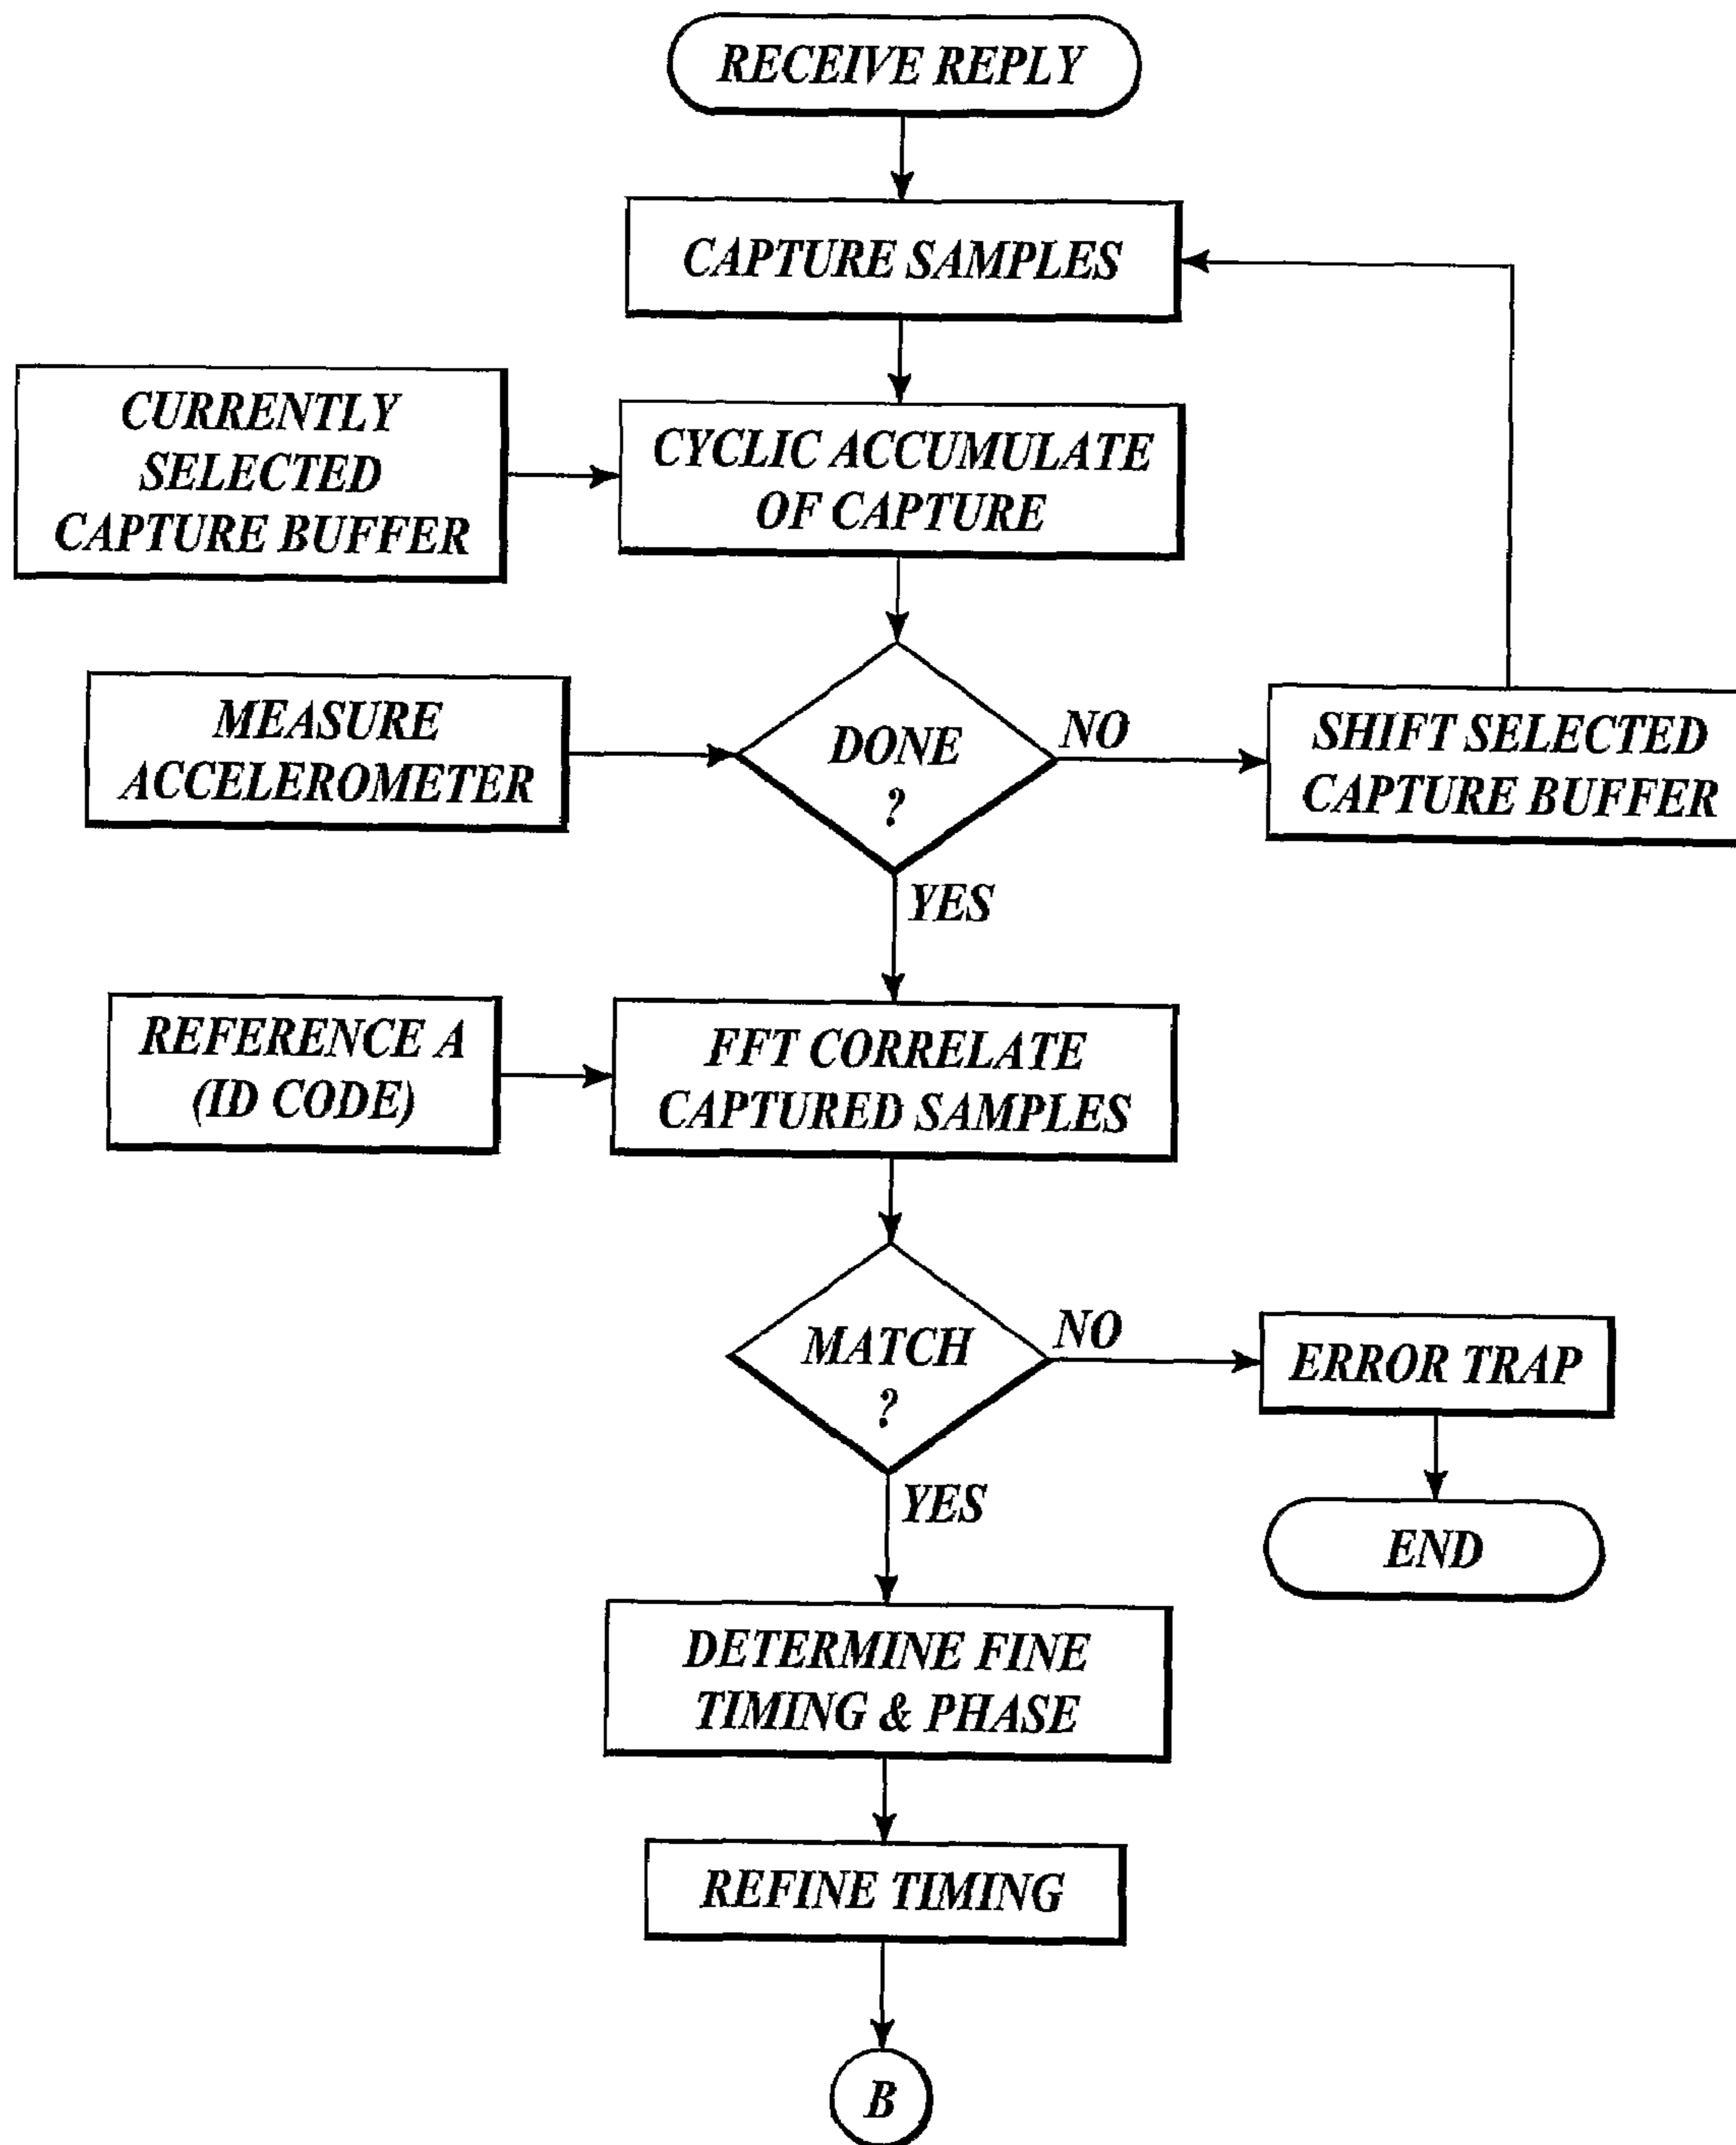 RECEIVE REPLY
CAPTURE SAMPLES
CURRENTLY
SELECTED
CAPTURE BUFFER
CYCLIC ACCUMULATE
OF CAPTURE
MEASURE
ACCELEROMETER
DONE
?
NO
SHIFT SELECTED
CAPTURE BUFFER
YES
REFERENCE A
(ID CODE)
FFT CORRELATE
CAPTURED SAMPLES
MATCH
?
NO
ERROR TRAP
YES
END
DETERMINE FINE
TIMING & PHASE
REFINE TIMING
B